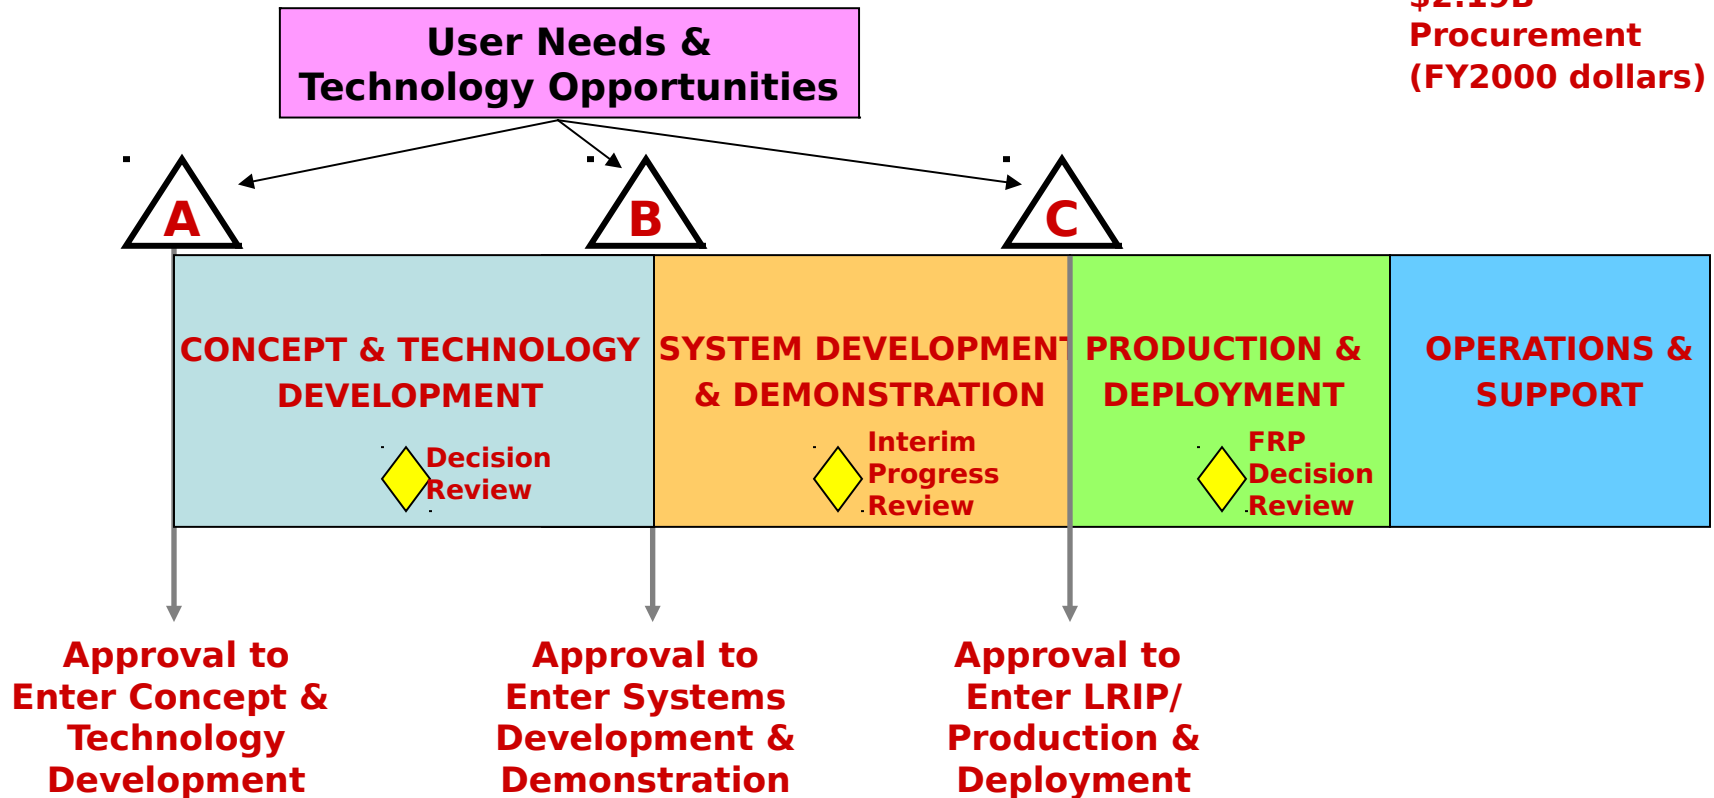 $2.19B
Procurement
(FY2000 dollars)
User Needs &
Technology Opportunities
A
B
C
CONCEPT & TECHNOLOGY
DEVELOPMENT
SYSTEM DEVELOPMENT
& DEMONSTRATION
PRODUCTION &
DEPLOYMENT
OPERATIONS &
SUPPORT
Decision
Review
Interim
Progress
Review
FRP
Decision
Review
Approval to
Enter Concept &
Technology
Development
Approval to
Enter Systems
Development &
Demonstration
Approval to
Enter LRIP/
Production &
Deployment